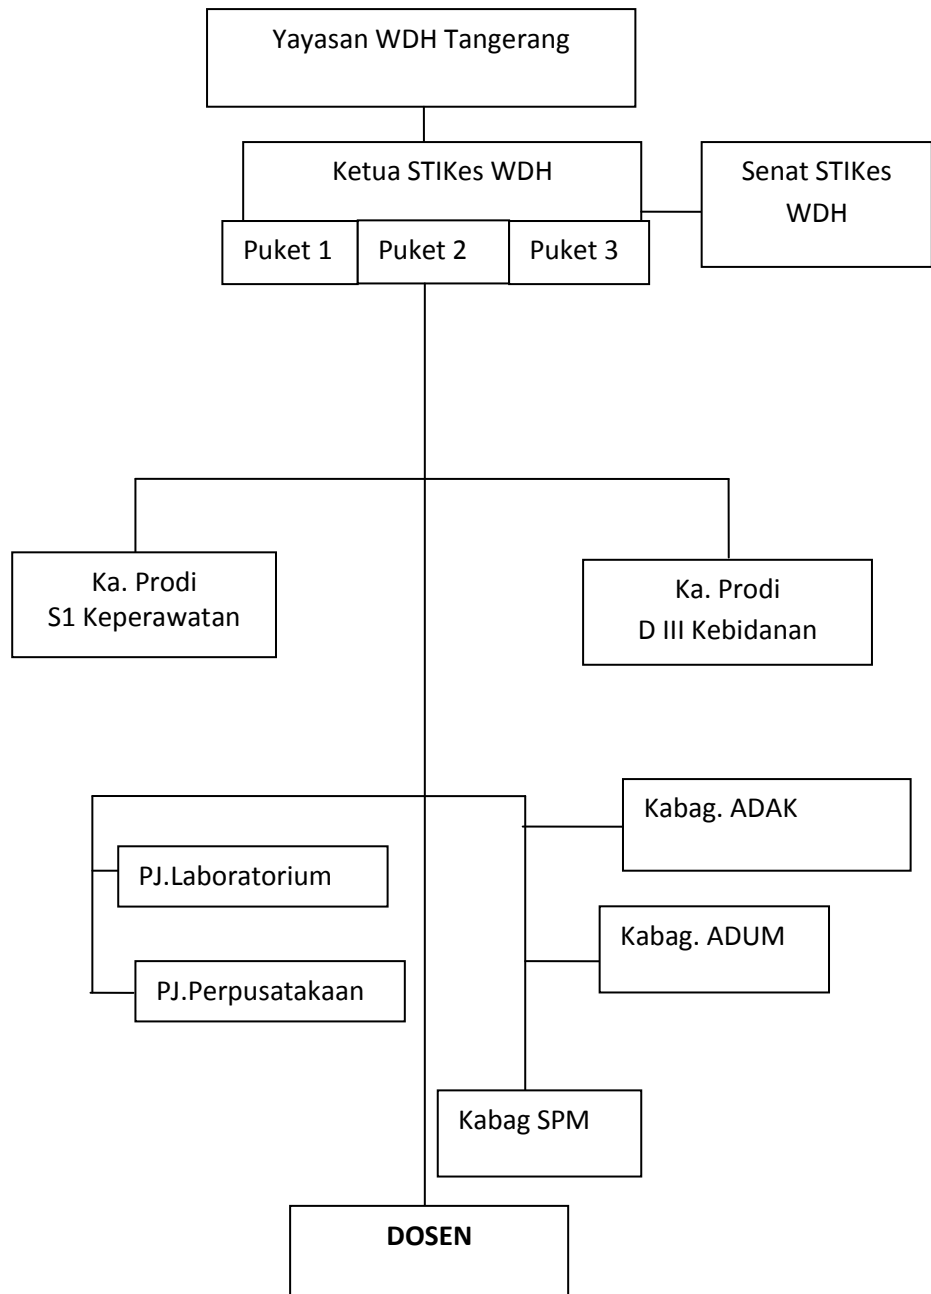 Yayasan WDH Tangerang
Ketua STIKes WDH
Senat STIKes
WDH
Puket 1
Puket 2
Puket 3
Ka. Prodi
S1 Keperawatan
Ka. Prodi
D III Kebidanan
Kabag. ADAK
PJ.Laboratorium
Kabag. ADUM
PJ.Perpusatakaan
Kabag SPM
DOSEN